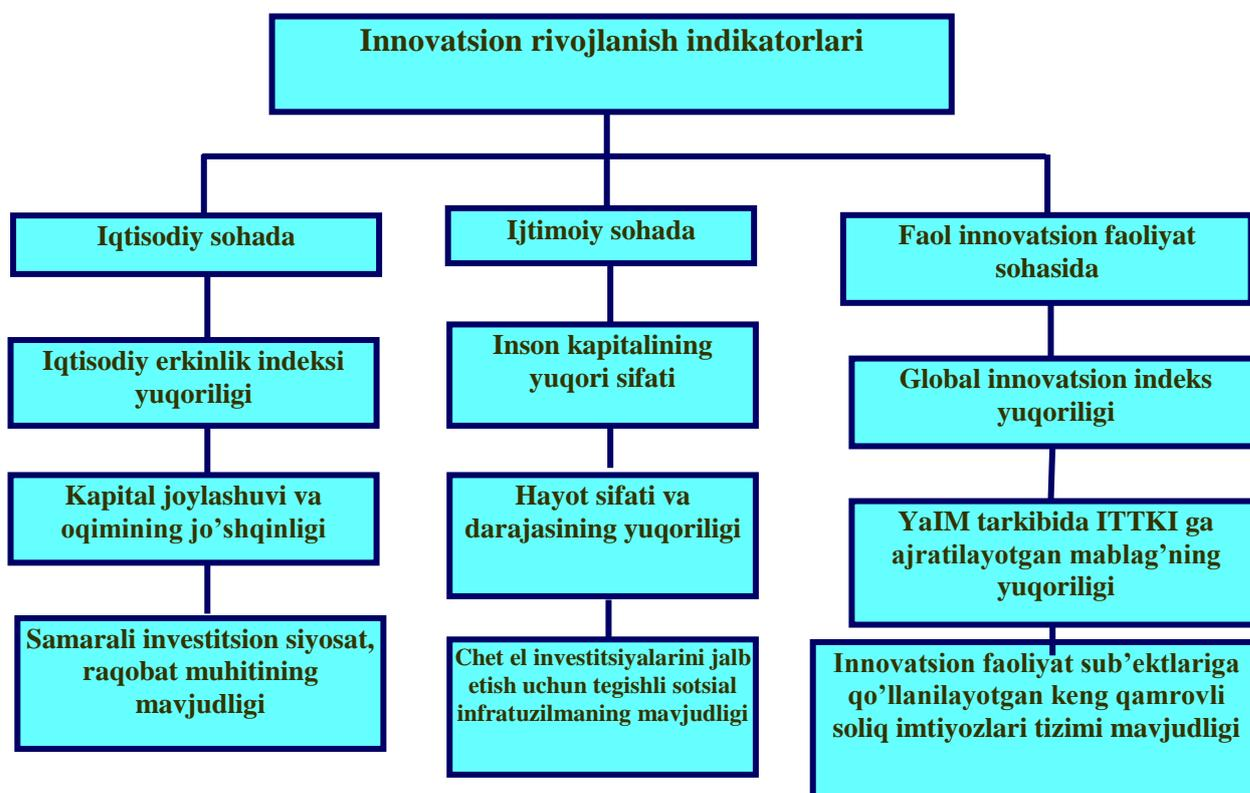 Innovatsion rivojlanish indikatorlari
Iqtisodiy sohada
Iqtisodiy erkinlik indeksi
yuqoriligi
Kapital joylashuvi va
oqimining jo’shqinligi
Samarali investitsion siyosat,
raqobat muhitining
mavjudligi
Ijtimoiy sohada
Inson kapitalining
yuqori sifati
Hayot sifati va
darajasining yuqoriligi
Chet el investitsiyalarini jalb
etish uchun tegishli sotsial
infratuzilmaning mavjudligi
Faol innovatsion faoliyat
sohasida
Global innovatsion indeks
yuqoriligi
YaIM tarkibida ITTKI ga
ajratilayotgan mablag’ning
yuqoriligi
Innovatsion faoliyat sub’ektlariga
qo’llanilayotgan keng qamrovli
soliq imtiyozlari tizimi mavjudligi